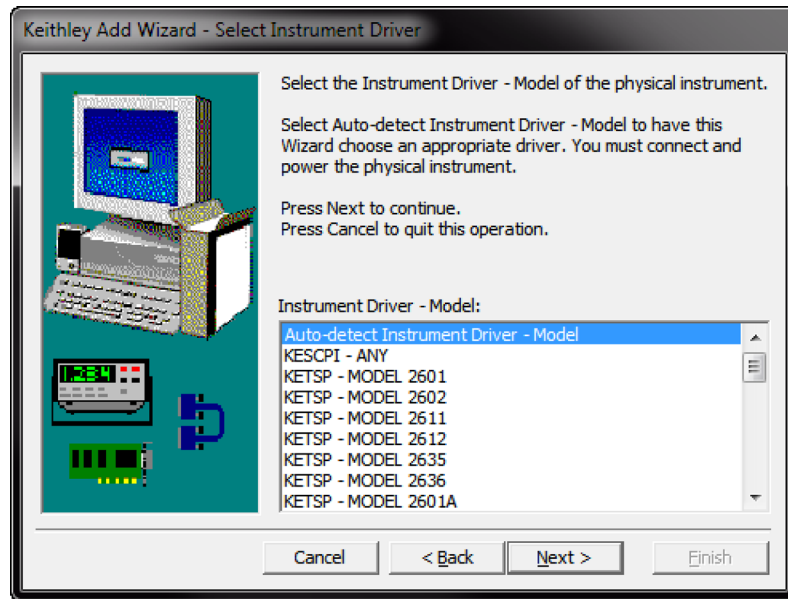 Keithley Add Wizard - Select Instrument Driver
Select the Instrument Driver - Model of the physical instrument.
Select Auto-detect Instrument Driver - Model to have this
Wizard choose an appropriate driver. You must connect and
power the physical instrument.
Press Next to continue.
Press Cancel to quit this operation.
Instrument Driver - Model:
Auto-detect Instrument Driver - Model
KESCPI - ANY
KETSP - MODEL 2601
KETSP - MODEL 2602
KETSP - MODEL 2611
KETSP - MODEL 2612
KETSP - MODEL 2635
KETSP - MODEL 2636
KETSP - MODEL 2601A
1.234
Cancel
< Back
Next >
Finish